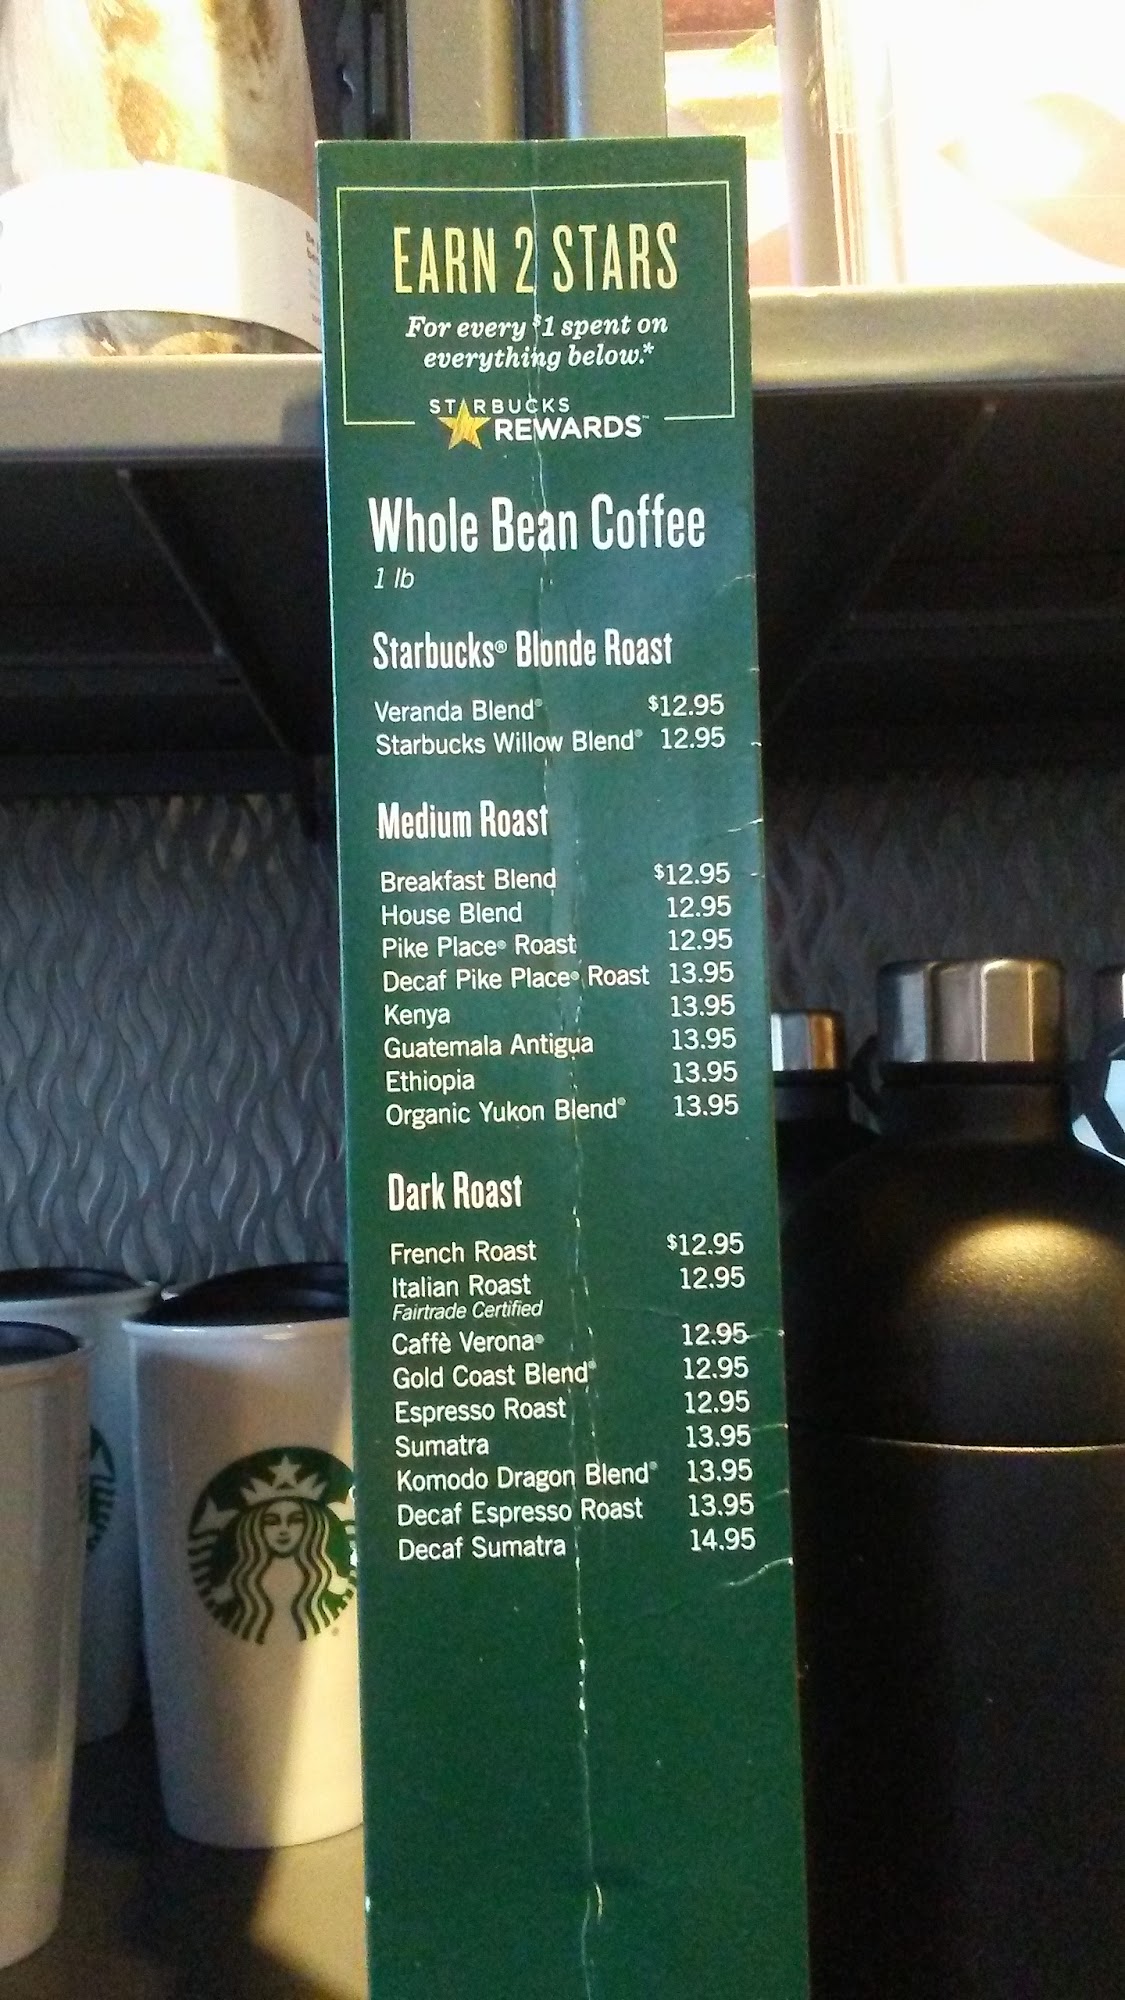 EARN 2 STARS
For every $1 spent on
everything below.*
STARBUCKS
REWARDS™
Whole Bean Coffee
1 lb
Starbucks® Blonde Roast
Veranda Blend® $12.95
Starbucks Willow Blend® 12.95
Medium Roast
Breakfast Blend $12.95
House Blend 12.95
Pike Place® Roast 12.95
Decaf Pike Place® Roast 13.95
Kenya 13.95
Guatemala Antigua 13.95
Ethiopia 13.95
Organic Yukon Blend® 13.95
Dark Roast
French Roast $12.95
Italian Roast 12.95
Fairtrade Certified
Caffè Verona® 12.95
Gold Coast Blend® 12.95
Espresso Roast 12.95
Sumatra 13.95
Komodo Dragon Blend® 13.95
Decaf Espresso Roast 13.95
Decaf Sumatra 14.95